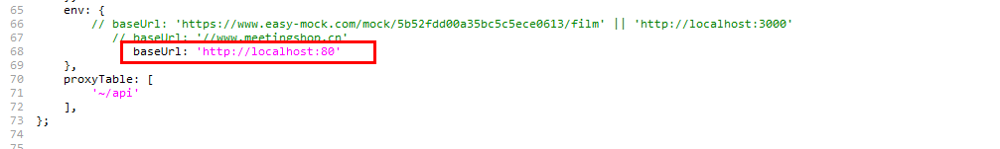 65
66 env: {
// baseUrl: 'https://www.easy-mock.com/mock/5b52fdd00a35bc5c5ece0613/film' || 'http://localhost:3000'
67 // baseUrl: '//www.meetingshop.cn'
68 baseUrl: 'http://localhost:80'
69 },
70 proxyTable: [
71 '~/api'
72 ],
73 };
74
75